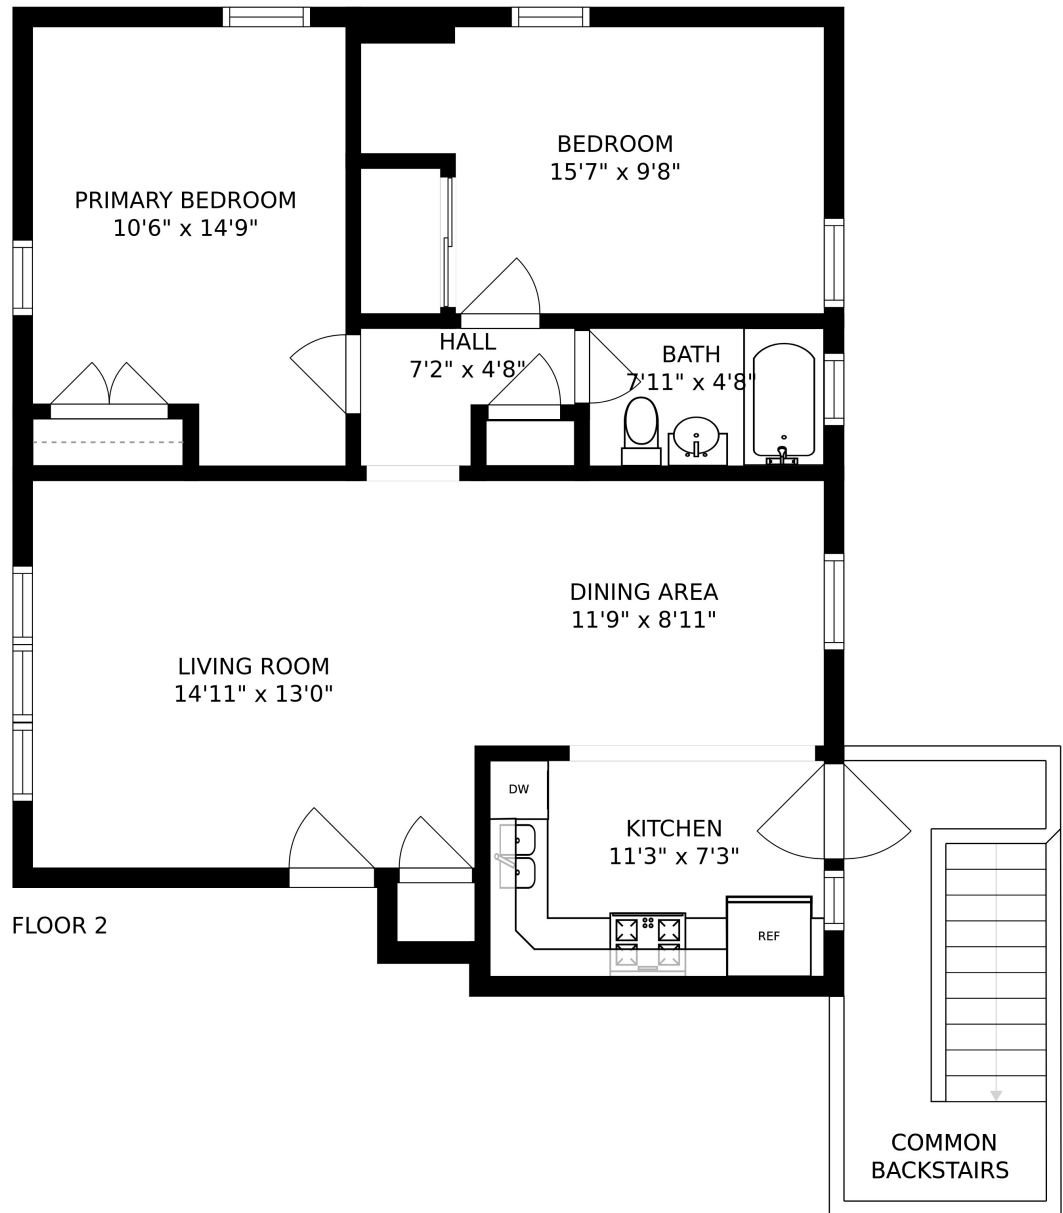 PRIMARY BEDROOM
10'6" x 14'9"
BEDROOM
15'7" x 9'8"
HALL
7'2" x 4'8"
BATH
7'11" x 4'8"
DINING AREA
11'9" x 8'11"
LIVING ROOM
14'11" x 13'0"
DW
KITCHEN
11'3" x 7'3"
REF
FLOOR 2
COMMON
BACKSTAIRS